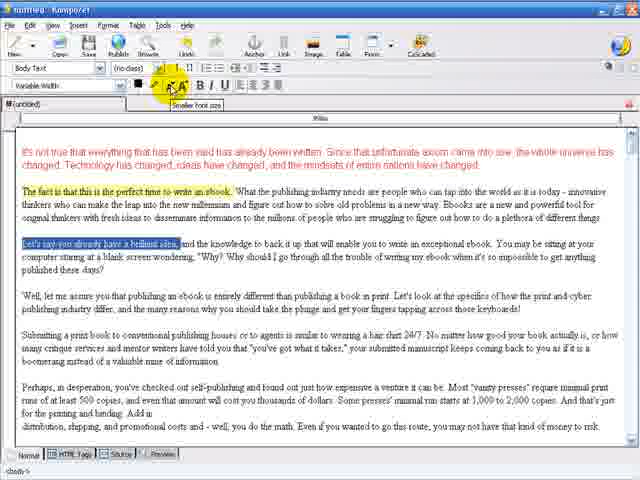 (untitled) - KompoZer
File Edit View Insert Format Table Tools Help
New Open Save Publish Browse Undo Redo Anchor Link Image Table Form Cascades
Body Text (no class)
Variable Width B I U
Smaller font size
(untitled)
It's not true that everything that has been said has already been written. Since that unfortunate axiom came into use, the whole universe has
changed. Technology has changed, ideas have changed, and the mindsets of entire nations have changed.
The fact is that this is the perfect time to write an ebook. What the publishing industry needs are people who can tap into the world as it is today - innovative
thinkers who can make the leap into the new millennium and figure out how to solve old problems in a new way. Ebooks are a new and powerful tool for
original thinkers with fresh ideas to disseminate information to the millions of people who are struggling to figure out how to do a plethora of different things.
Let's say you already have a brilliant idea, and the knowledge to back it up that will enable you to write an exceptional ebook. You may be sitting at your
computer staring at a blank screen wondering, "Why? Why should I go through all the trouble of writing my ebook when it's so impossible to get anything
published these days?
Well, let me assure you that publishing an ebook is entirely different than publishing a book in print. Let's look at the specifics of how the print and cyber
publishing industry differ, and the many reasons why you should take the plunge and get your fingers tapping across those keyboards!
Submitting a print book to conventional publishing houses or to agents is similar to wearing a hair shirt 24/7. No matter how good your book actually is, or how
many critique services and mentor writers have told you that "you've got what it takes," your submitted manuscript keeps coming back to you as if it is a
boomerang instead of a valuable mine of information.
Perhaps, in desperation, you've checked out self-publishing and found out just how expensive a venture it can be. Most "vanity presses" require minimal print
runs of at least 500 copies, and even that amount will cost you thousands of dollars. Some presses' minimal run starts at 1,000 to 2,000 copies. And that's just
for the printing and binding. Add in
distribution, shipping, and promotional costs and - well, you do the math. Even if you wanted to go this route, you may not have that kind of money to risk.
Normal HTML Tags Source Preview
<body>